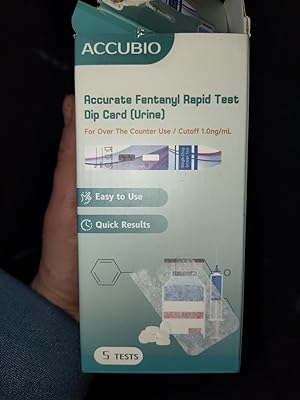 ACCUBIO
Accurate Fentanyl Rapid Test
Dip Card (Urine)
For Over The Counter Use / Cutoff 1.0ng/mL
Easy to Use
Quick Results
5 TESTS